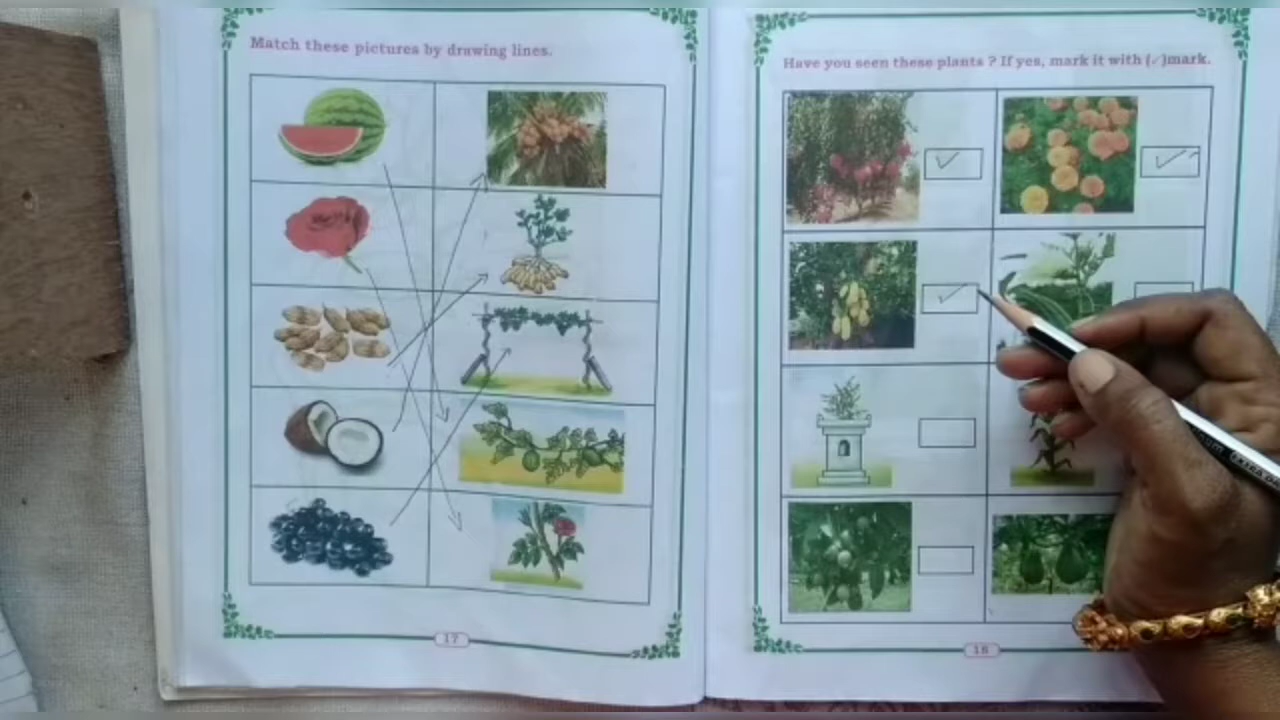 Match these pictures by drawing lines.
Have you seen these plants ? If yes, mark it with (✓)mark.
17
18